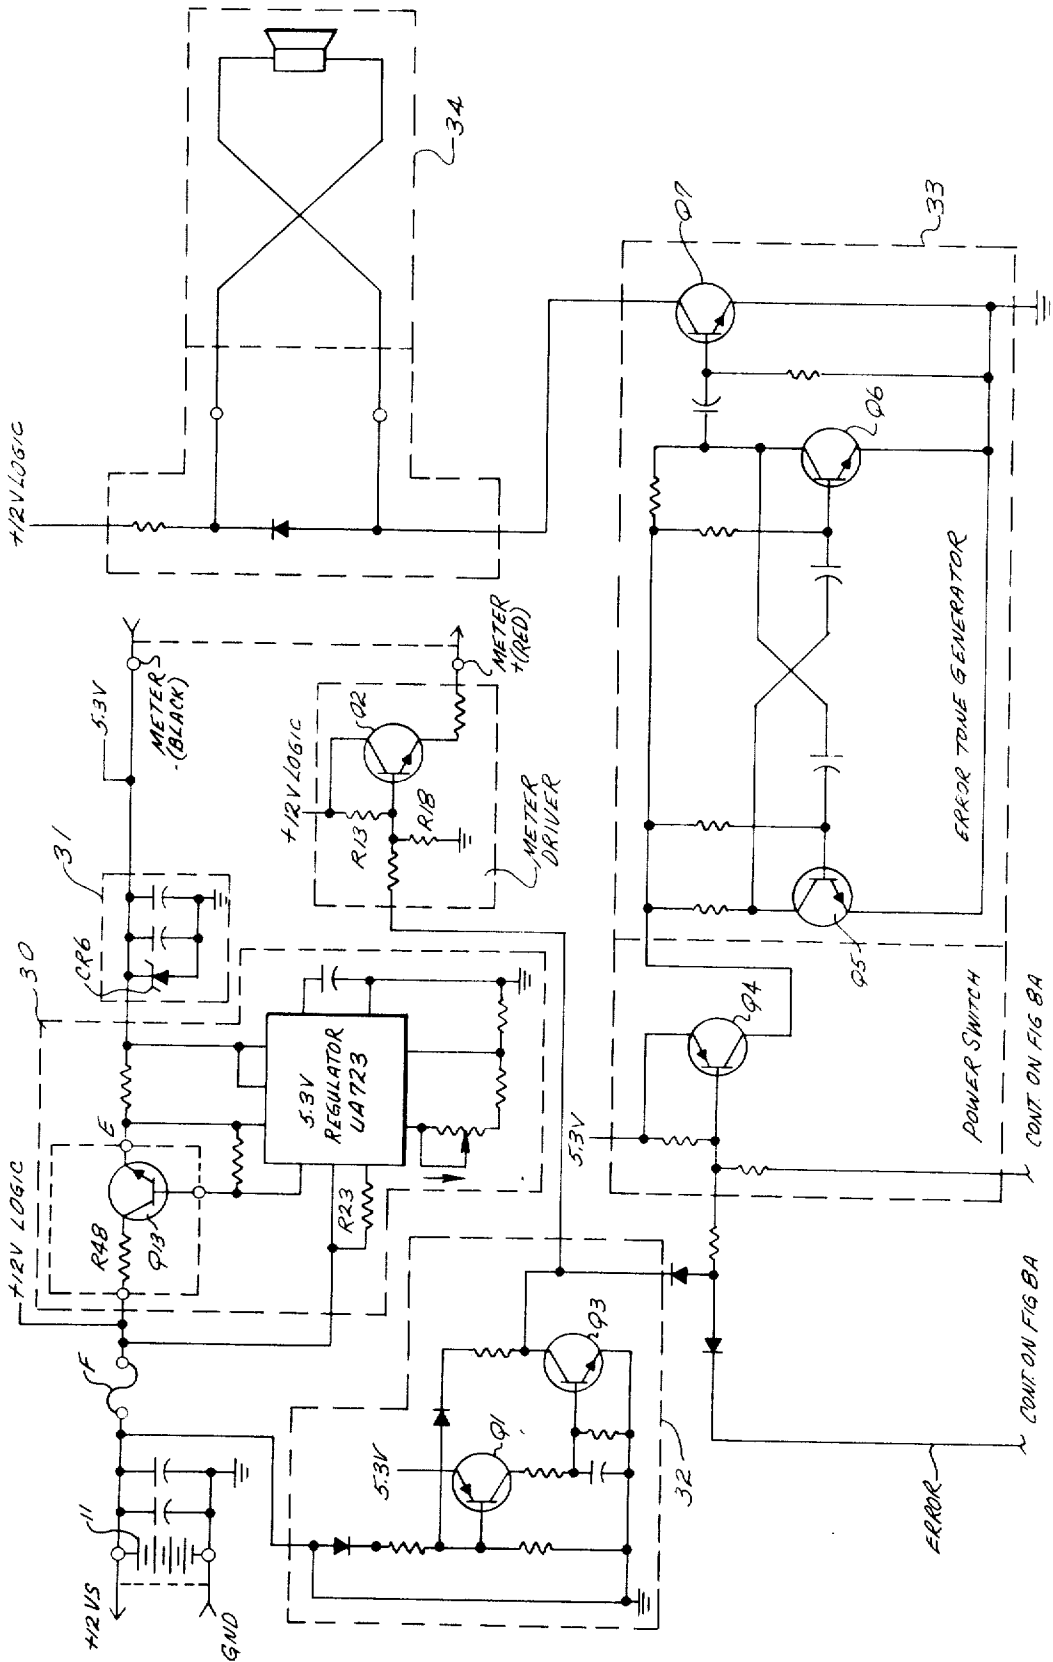 +12VS
GND
11
F
+12V LOGIC
30
R48
Q13
E
5.3V
REGULATOR
UA723
R23
CR6
31
5.3V
METER
-(BLACK)
+12V LOGIC
R13
R18
Q2
METER
DRIVER
METER
+(RED)
+12V LOGIC
34
5.3V
Q1
Q3
32
5.3V
Q4
POWER SWITCH
Q5
Q6
Q7
33
ERROR TONE GENERATOR
ERROR
CONT. ON FIG 8A
CONT. ON FIG 8A